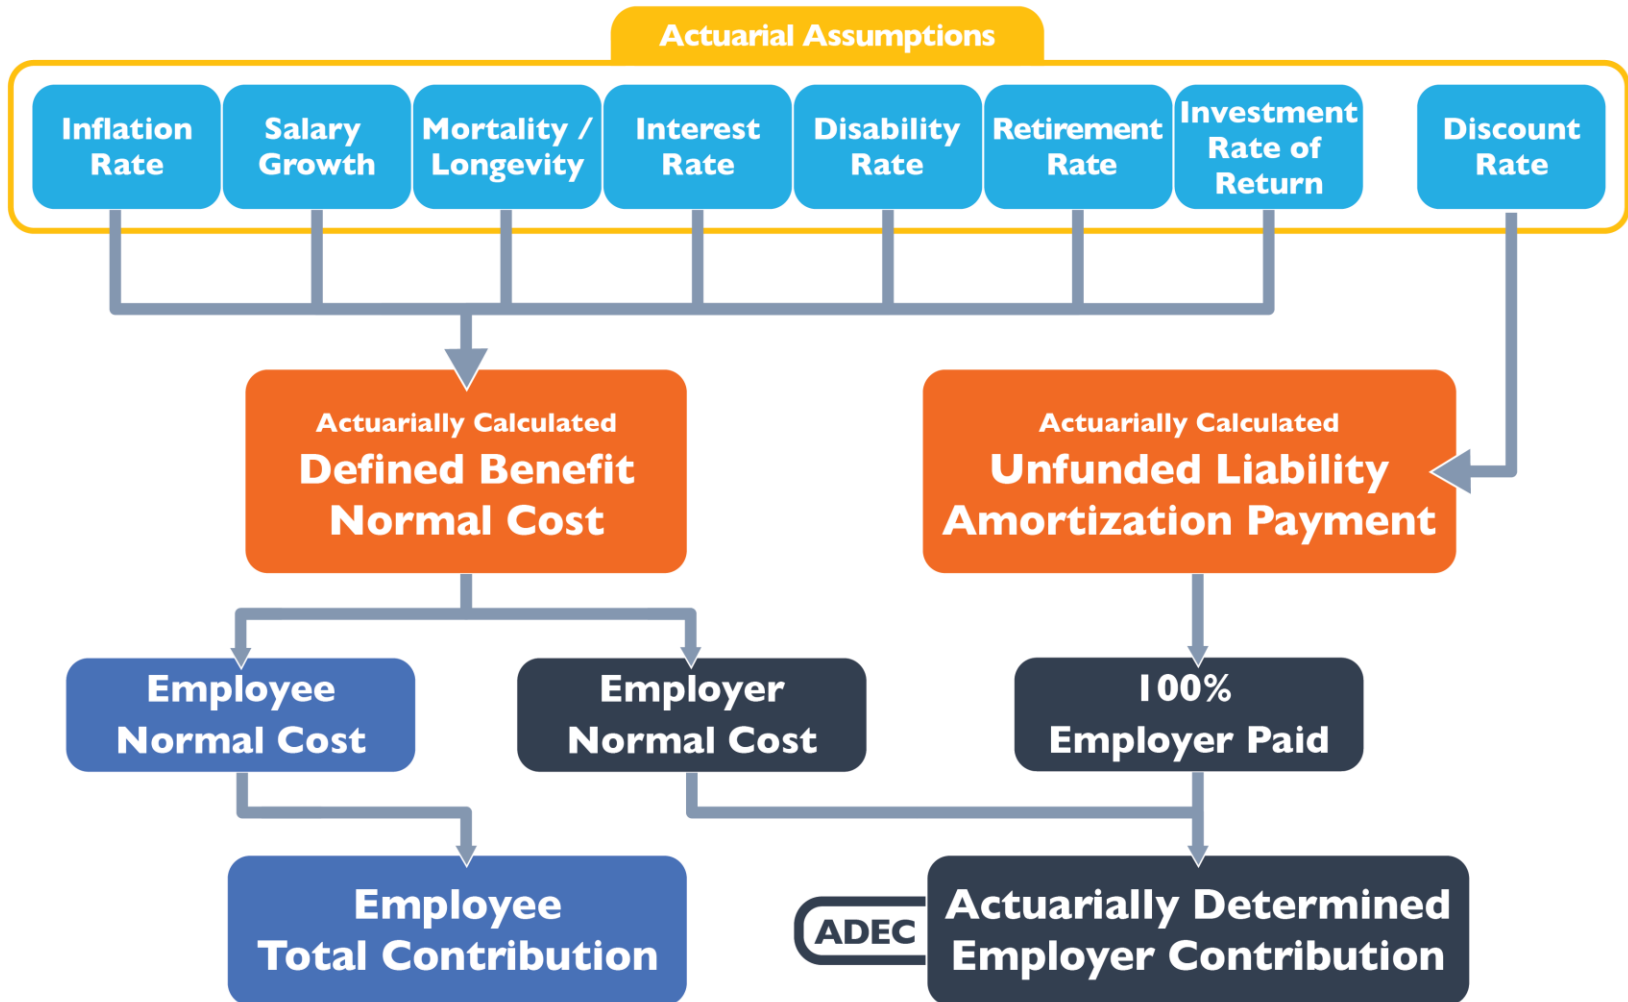 Actuarial Assumptions
Inflation
Rate
Salary
Growth
Mortality /
Longevity
Interest
Rate
Disability
Rate
Retirement
Rate
Investment
Rate of
Return
Discount
Rate
Actuarially Calculated
Defined Benefit
Normal Cost
Actuarially Calculated
Unfunded Liability
Amortization Payment
Employee
Normal Cost
Employer
Normal Cost
100%
Employer Paid
Employee
Total Contribution
ADEC
Actuarially Determined
Employer Contribution